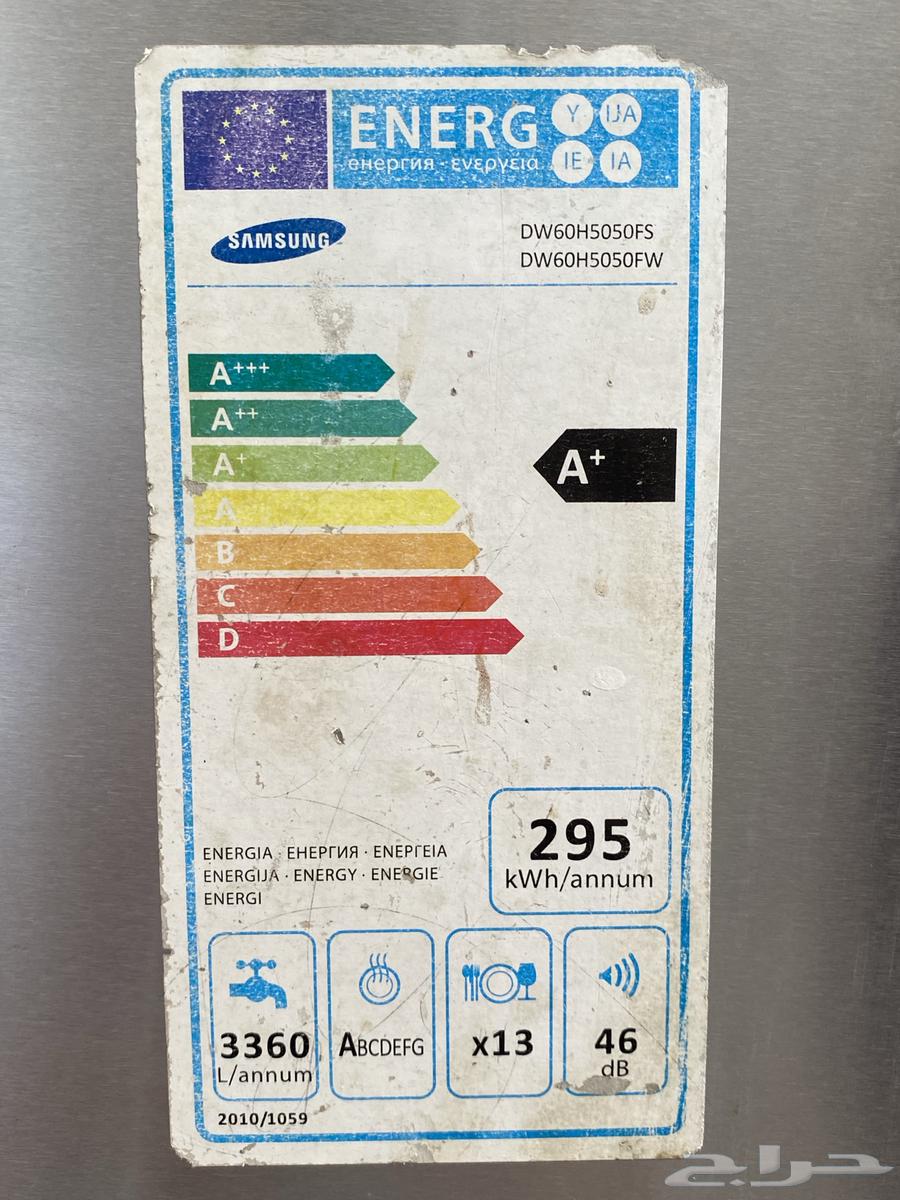 ENERG Y IJA
енергия · ενεργεια IE IA
SAMSUNG
DW60H5050FS
DW60H5050FW
A+++
A++
A+
A+
A
B
C
D
295
kWh/annum
ENERGIA · ЕНЕРГИЯ · ΕΝΕΡΓΕΙΑ
ENERGIJA · ENERGY · ENERGIE
ENERGI
3360
L/annum
ABCDEFG
x13
46
dB
2010/1059
حراج